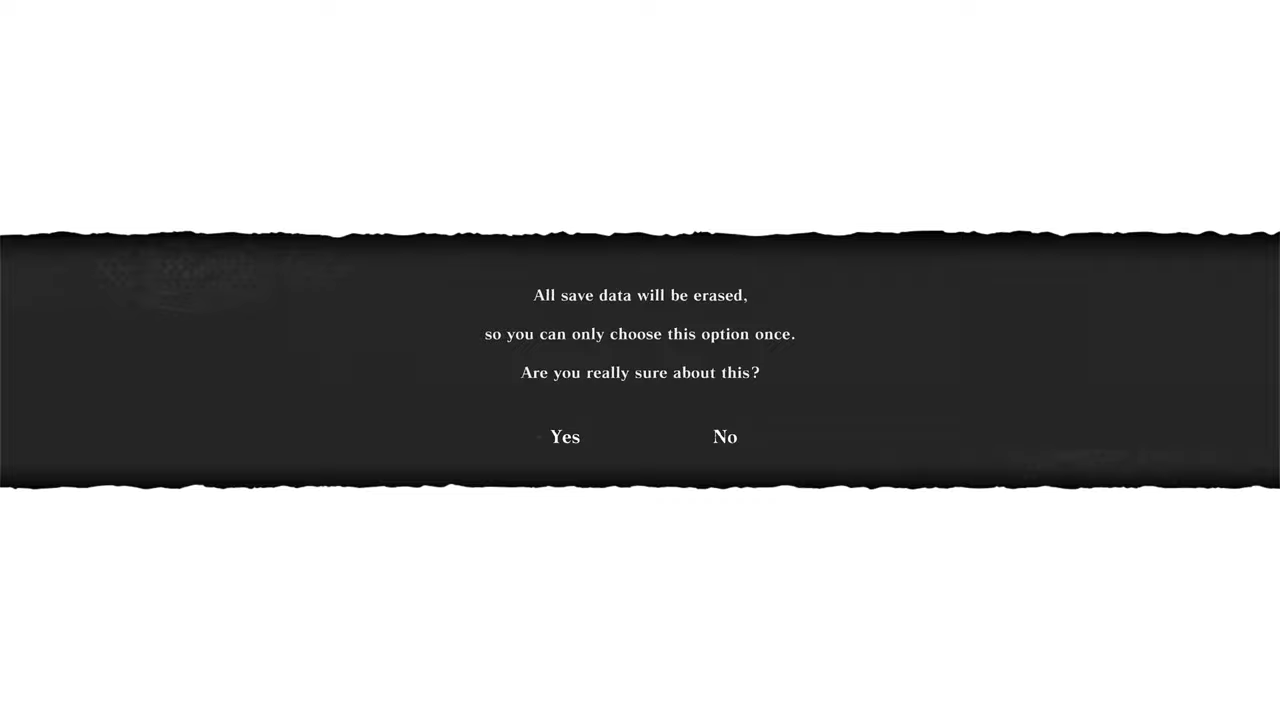 All save data will be erased,
so you can only choose this option once.
Are you really sure about this?
Yes No